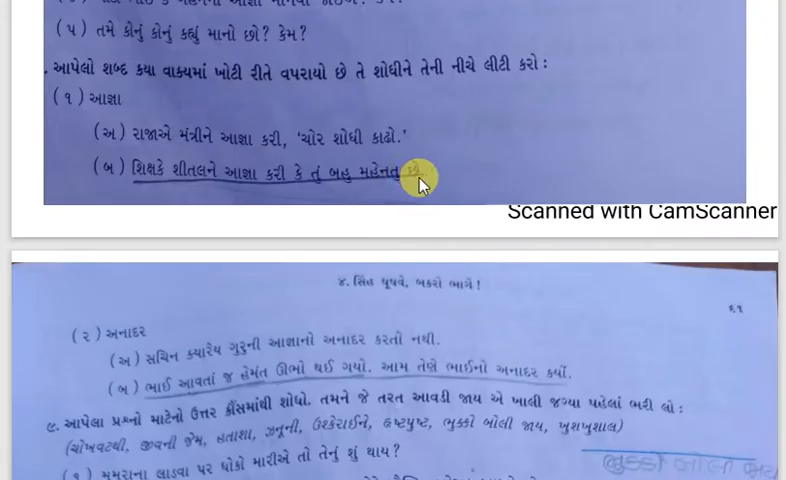 (૫) તમે કોનું કોનું કહ્યું માનો છો? કેમ?
. આપેલો શબ્દ કયા વાક્યમાં ખોટી રીતે વપરાયો છે તે શોધીને તેની નીચે લીટી કરો :
(૧) આજ્ઞા
(અ) રાજાએ મંત્રીને આજ્ઞા કરી, ‘ચોર શોધી કાઢો.’
(બ) શિક્ષકે શીતલને આજ્ઞા કરી કે તું બહુ મહેનતુ છે.
Scanned with CamScanner
૪. સિંહ ધૂધવે, બકરો ભાગે!
૬૧
(૨) અનાદર
(અ) સચિન ક્યારેય ગુરુની આજ્ઞાનો અનાદર કરતો નથી.
(બ) ભાઈ આવતાં જ હેમંત ઊભો થઈ ગયો. આમ તેણે ભાઈનો અનાદર કર્યો.
૯. આપેલા પ્રશ્નો માટેનો ઉત્તર કૌંસમાંથી શોધો. તમને જે તરત આવડી જાય એ ખાલી જગ્યા પહેલાં ભરી લો :
(ચોખવટથી, જીવની જેમ, હતાશા, ઝનૂની, ઉશ્કેરાઈને, હૃષ્ટપુષ્ટ, ભુક્કો બોલી જાય, ખુશખુશાલ)
(૧) મમરાના લાડવા પર ધોકો મારીએ તો તેનું શું થાય?
ભુક્કો બોલી જાય